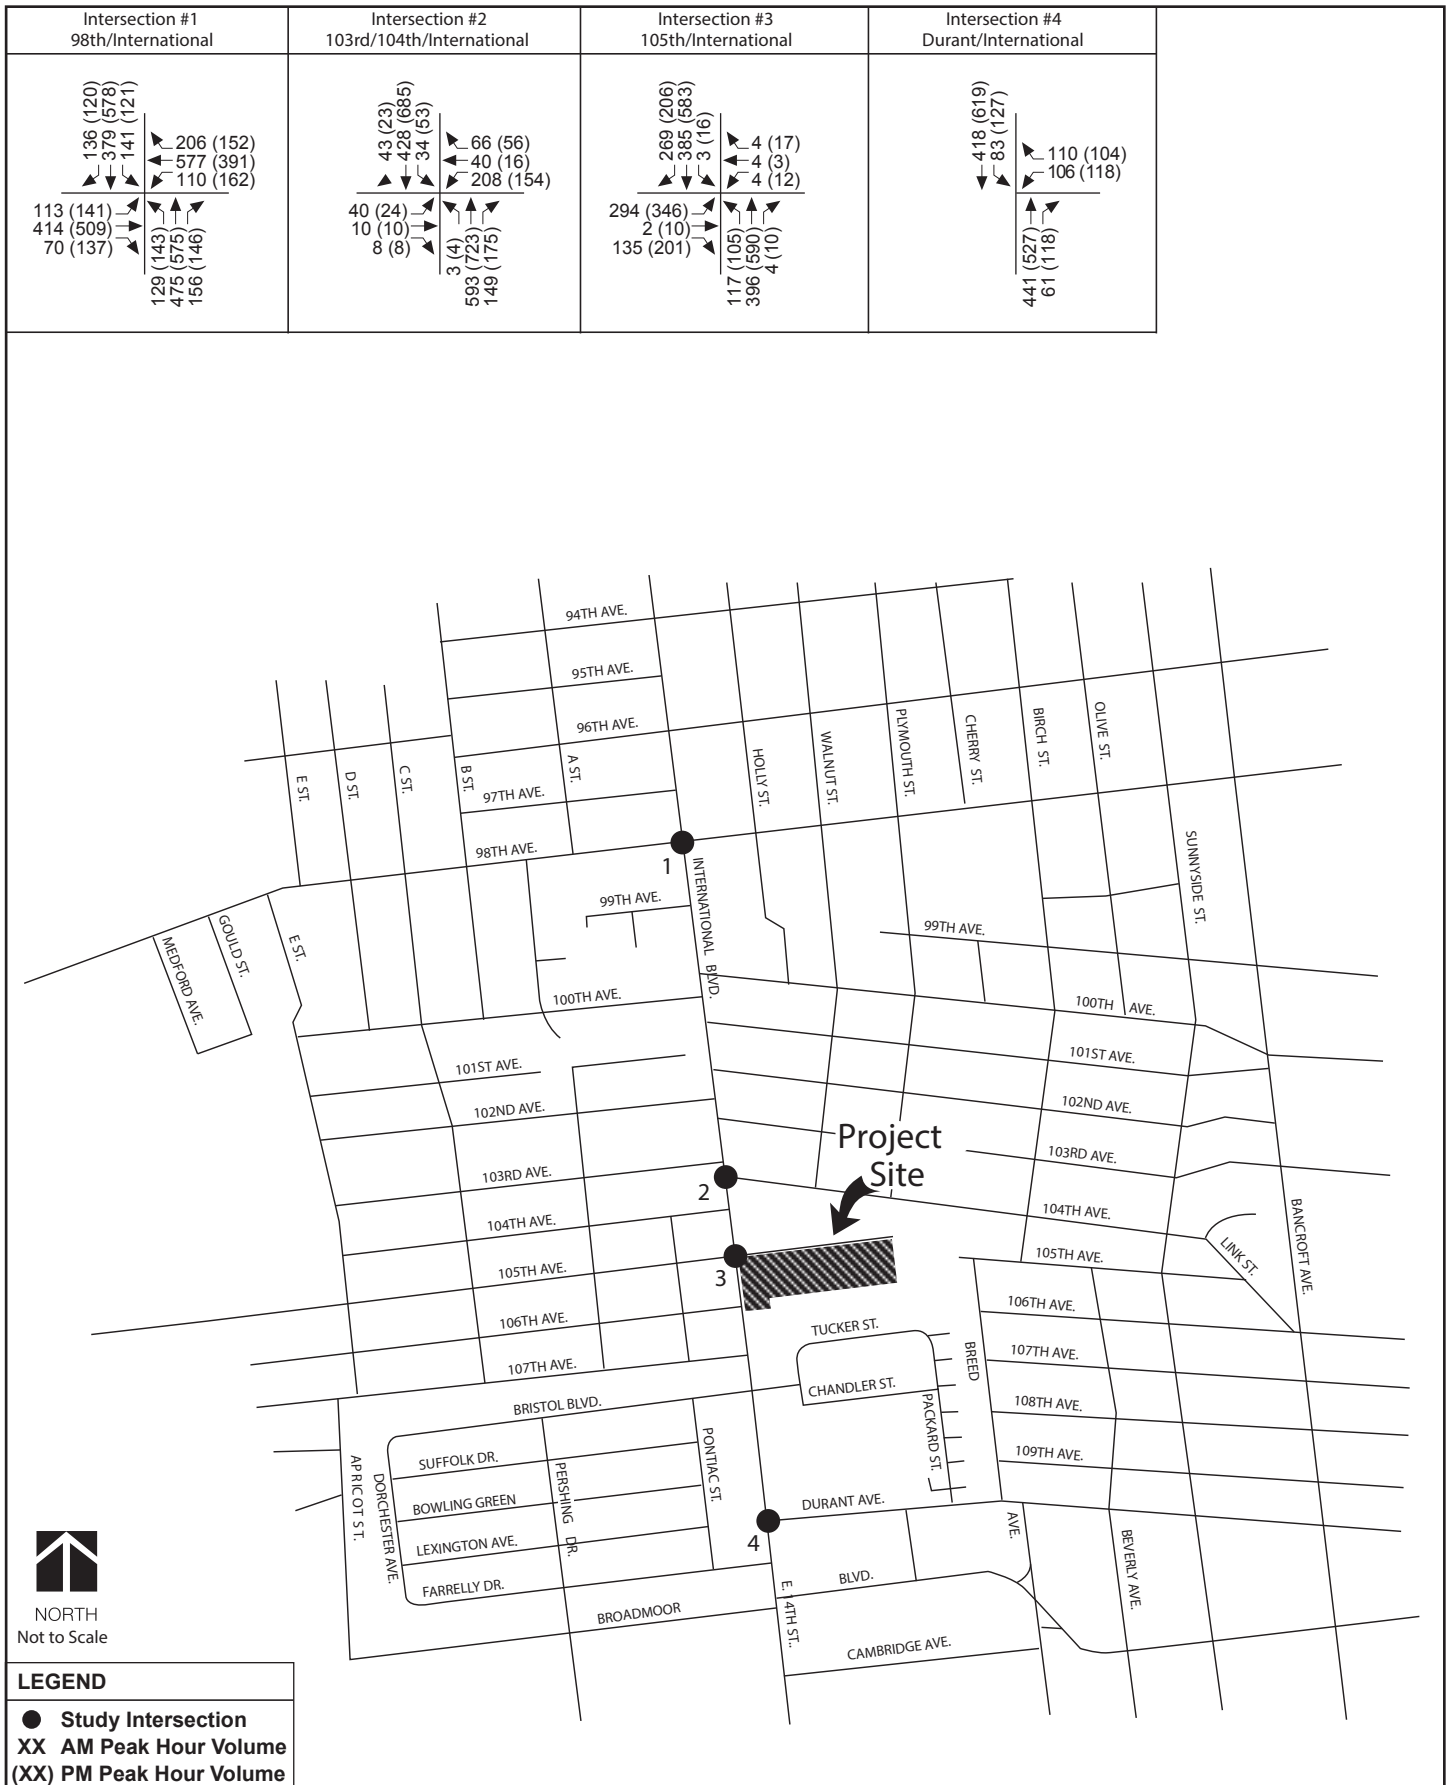 Intersection #1
98th/International
Intersection #2
103rd/104th/International
Intersection #3
105th/International
Intersection #4
Durant/International
136 (120)
379 (578)
141 (121)
206 (152)
577 (391)
110 (162)
113 (141)
414 (509)
70 (137)
129 (143)
475 (575)
156 (146)
43 (23)
428 (685)
34 (53)
66 (56)
40 (16)
208 (154)
40 (24)
10 (10)
8 (8)
3 (4)
593 (723)
149 (175)
269 (206)
385 (583)
3 (16)
4 (17)
4 (3)
4 (12)
294 (346)
2 (10)
135 (201)
117 (105)
396 (590)
4 (10)
418 (619)
83 (127)
110 (104)
106 (118)
441 (527)
61 (118)
94TH AVE.
95TH AVE.
96TH AVE.
97TH AVE.
98TH AVE.
E ST.
D ST.
C ST.
B ST.
A ST.
HOLLY ST.
WALNUT ST.
PLYMOUTH ST.
CHERRY ST.
BIRCH ST.
OLIVE ST.
SUNNYSIDE ST.
1
INTERNATIONAL BLVD.
99TH AVE.
99TH AVE.
MEDFORD AVE.
GOULD ST.
E ST.
100TH AVE.
100TH AVE.
101ST AVE.
101ST AVE.
102ND AVE.
102ND AVE.
Project
Site
103RD AVE.
103RD AVE.
2
104TH AVE.
104TH AVE.
BANCROFT AVE.
LINK ST.
105TH AVE.
105TH AVE.
3
106TH AVE.
106TH AVE.
TUCKER ST.
107TH AVE.
107TH AVE.
BREED
CHANDLER ST.
PACKARD ST.
BRISTOL BLVD.
108TH AVE.
109TH AVE.
APRICOT ST.
DORCHESTER AVE.
SUFFOLK DR.
BOWLING GREEN
LEXINGTON AVE.
FARRELLY DR.
PERSHING DR.
PONTIAC ST.
DURANT AVE.
4
AVE.
BEVERLY AVE.
BLVD.
BROADMOOR
E. 14TH ST..
CAMBRIDGE AVE.
NORTH
Not to Scale
LEGEND
Study Intersection
XX AM Peak Hour Volume
(XX) PM Peak Hour Volume